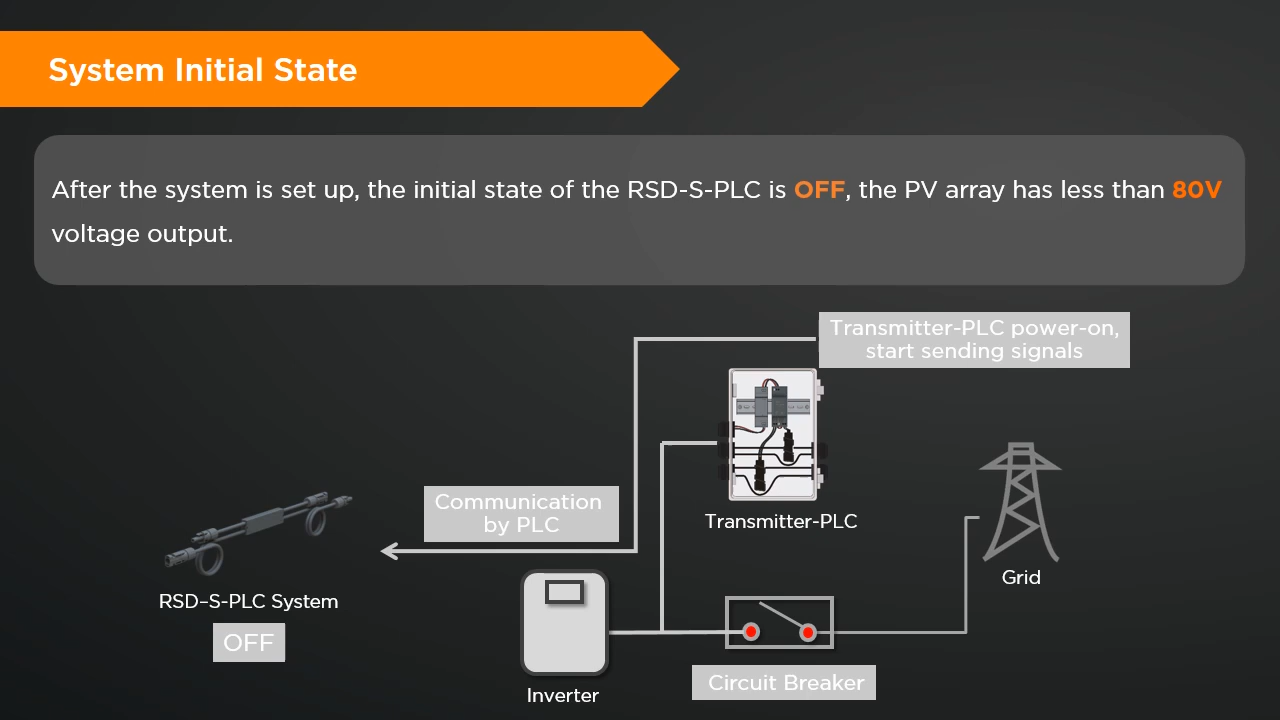 System Initial State
After the system is set up, the initial state of the RSD-S-PLC is OFF, the PV array has less than 80V
voltage output.
Transmitter-PLC power-on,
start sending signals
Communication
by PLC
Transmitter-PLC
Grid
RSD–S-PLC System
OFF
Circuit Breaker
Inverter